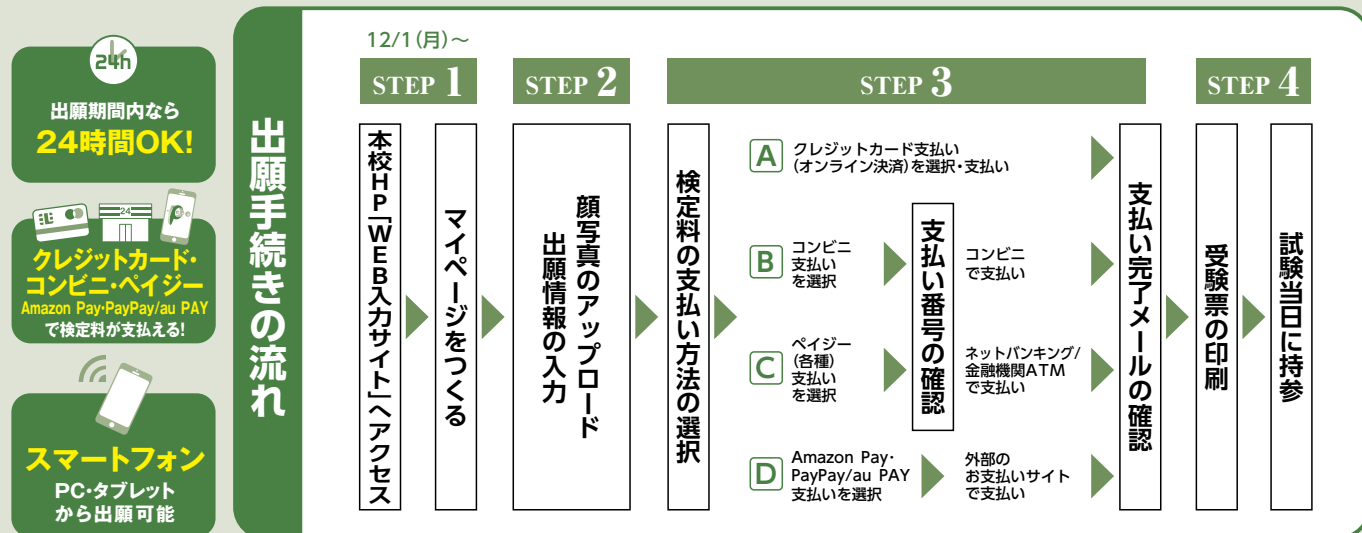 24h
出願期間内なら
24時間OK!
24
クレジットカード・
コンビニ・ペイジー
Amazon Pay・PayPay/au PAY
で検定料が支払える!
スマートフォン
PC・タブレット
から出願可能
出願手続きの流れ
12/1(月)〜
STEP 1
本校HP「WEB入力サイト」へアクセス
マイページをつくる
STEP 2
顔写真のアップロード
出願情報の入力
STEP 3
検定料の支払い方法の選択
A
クレジットカード支払い
(オンライン決済)を選択・支払い
B
コンビニ
支払い
を選択
C
ペイジー
(各種)
支払い
を選択
支払い番号の確認
コンビニ
で支払い
ネットバンキング/
金融機関ATM
で支払い
D
Amazon Pay・
PayPay/au PAY
支払いを選択
外部の
お支払いサイト
で支払い
支払い完了メールの確認
STEP 4
受験票の印刷
試験当日に持参